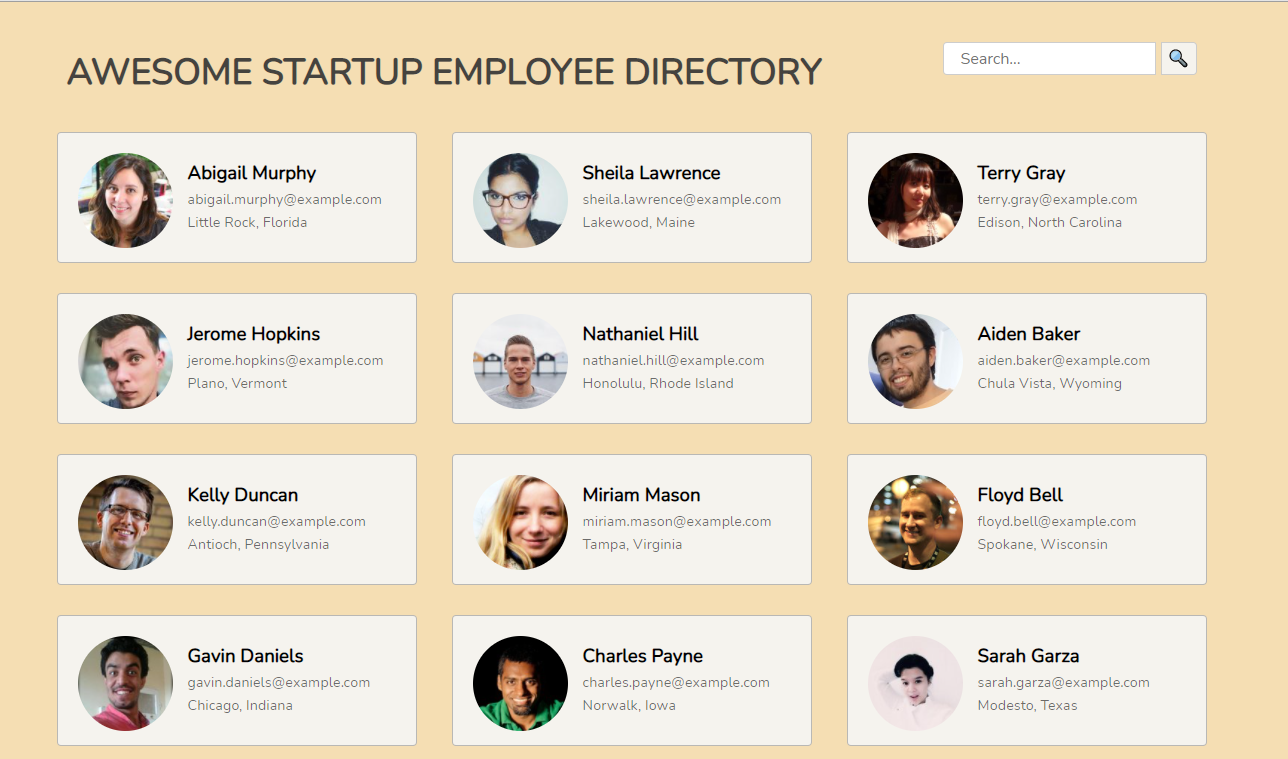 AWESOME STARTUP EMPLOYEE DIRECTORY
Search...
Abigail Murphy
abigail.murphy@example.com
Little Rock, Florida
Sheila Lawrence
sheila.lawrence@example.com
Lakewood, Maine
Terry Gray
terry.gray@example.com
Edison, North Carolina
Jerome Hopkins
jerome.hopkins@example.com
Plano, Vermont
Nathaniel Hill
nathaniel.hill@example.com
Honolulu, Rhode Island
Aiden Baker
aiden.baker@example.com
Chula Vista, Wyoming
Kelly Duncan
kelly.duncan@example.com
Antioch, Pennsylvania
Miriam Mason
miriam.mason@example.com
Tampa, Virginia
Floyd Bell
floyd.bell@example.com
Spokane, Wisconsin
Gavin Daniels
gavin.daniels@example.com
Chicago, Indiana
Charles Payne
charles.payne@example.com
Norwalk, Iowa
Sarah Garza
sarah.garza@example.com
Modesto, Texas